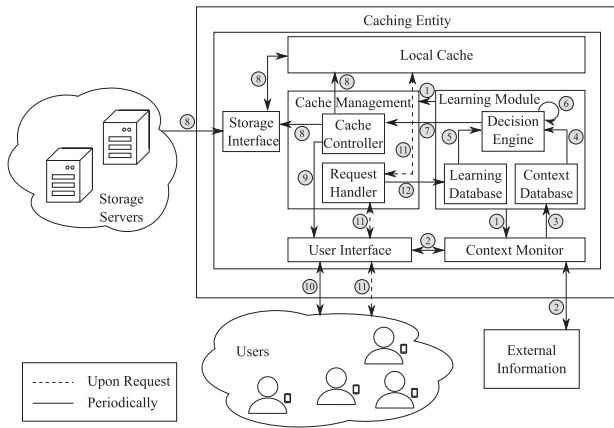 Caching Entity
Local Cache
8
8
1
Cache Management
Learning Module
6
8
Storage
Interface
8
Cache
Controller
7
Decision
Engine
11
5
4
9
Request
Handler
12
Learning
Database
Context
Database
Storage
Servers
11
1
3
User Interface
2
Context Monitor
10
11
2
Users
External
Information
Upon Request
Periodically